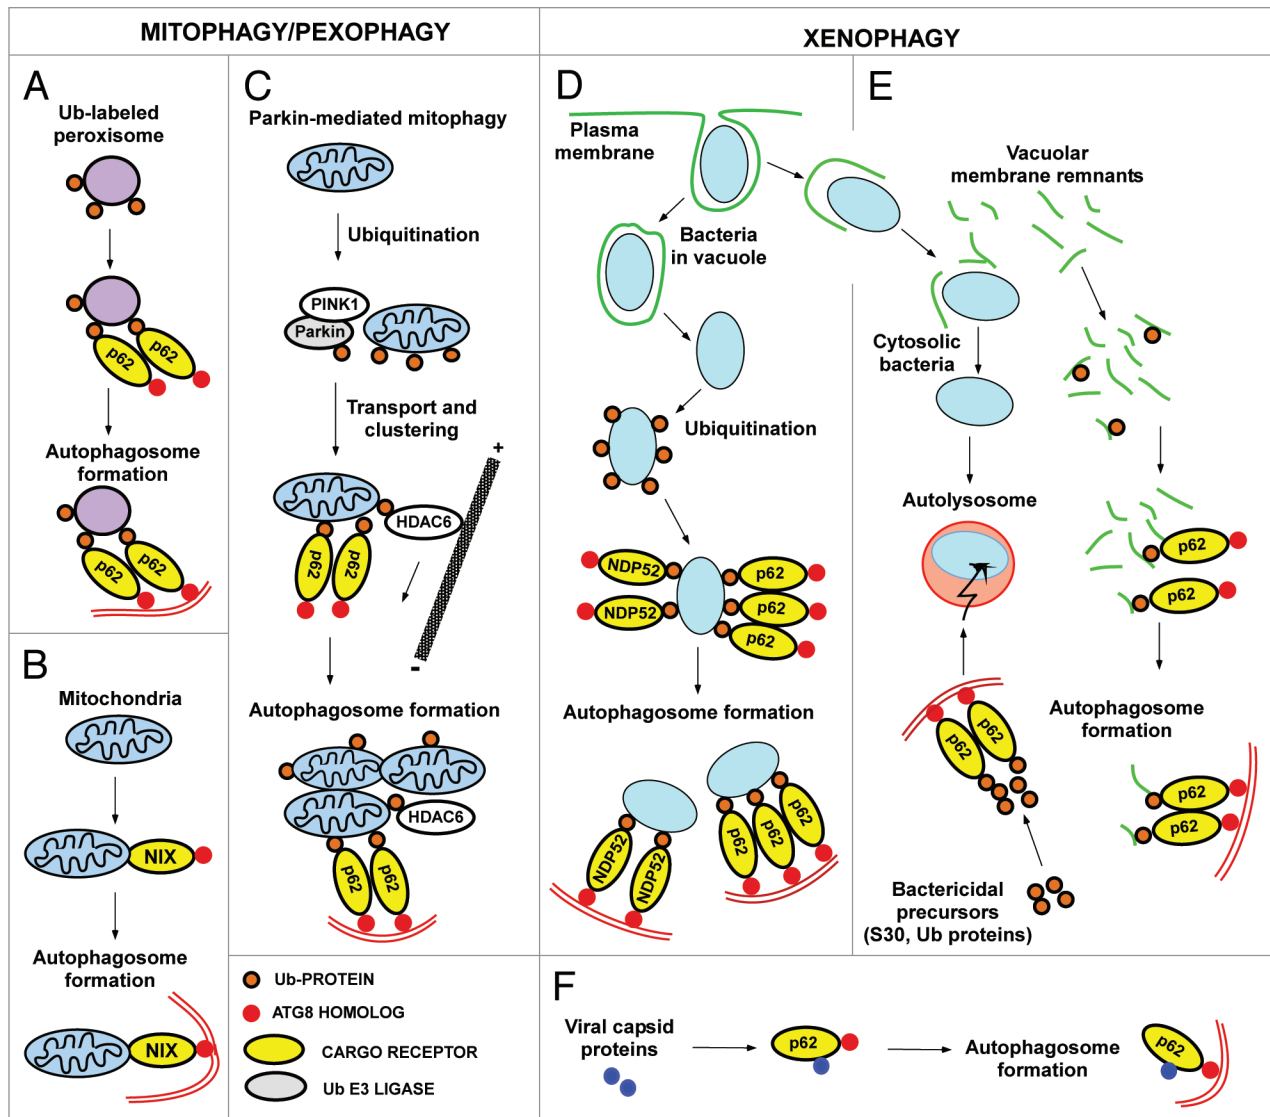 MITOPHAGY/PEXOPHAGY
XENOPHAGY
A
Ub-labeled
peroxisome
p62
p62
Autophagosome
formation
p62
p62
B
Mitochondria
NIX
Autophagosome
formation
NIX
C
Parkin-mediated mitophagy
Ubiquitination
PINK1
Parkin
Transport and
clustering
+
HDAC6
p62
p62
-
Autophagosome formation
HDAC6
p62
p62
Ub-PROTEIN
ATG8 HOMOLOG
CARGO RECEPTOR
Ub E3 LIGASE
D
Plasma
membrane
Bacteria
in vacuole
Ubiquitination
NDP52
p62
NDP52
p62
p62
Autophagosome formation
NDP52
NDP52
p62
p62
p62
E
Vacuolar
membrane remnants
Cytosolic
bacteria
Autolysosome
p62
p62
p62
p62
Autophagosome
formation
p62
p62
Bactericidal
precursors
(S30, Ub proteins)
F
Viral capsid
proteins
p62
Autophagosome
formation
p62